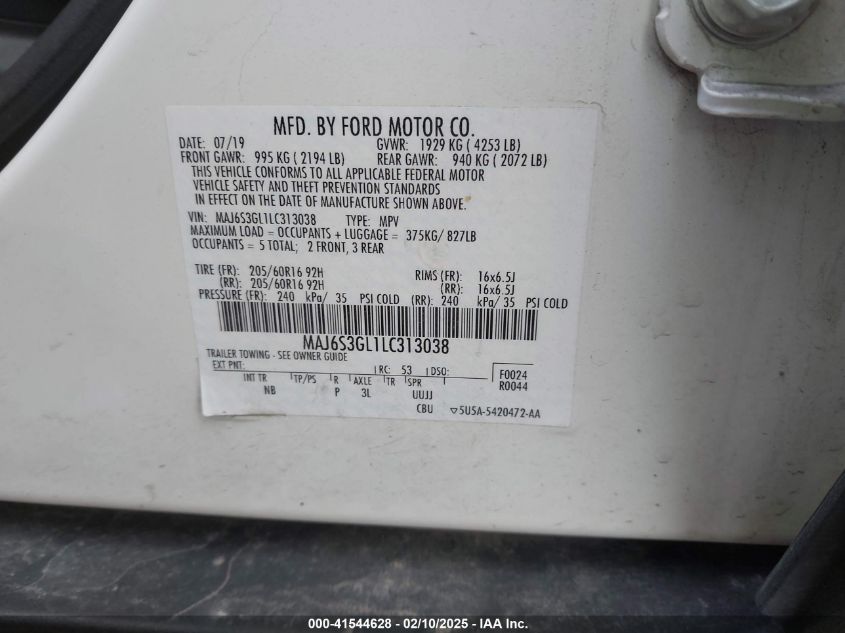 MFD. BY FORD MOTOR CO.
DATE: 07/19 GVWR: 1929 KG ( 4253 LB)
FRONT GAWR: 995 KG ( 2194 LB) REAR GAWR: 940 KG ( 2072 LB)
THIS VEHICLE CONFORMS TO ALL APPLICABLE FEDERAL MOTOR
VEHICLE SAFETY AND THEFT PREVENTION STANDARDS
IN EFFECT ON THE DATE OF MANUFACTURE SHOWN ABOVE.
VIN: MAJ6S3GL1LC313038 TYPE: MPV
MAXIMUM LOAD = OCCUPANTS + LUGGAGE = 375KG/ 827LB
OCCUPANTS = 5 TOTAL; 2 FRONT, 3 REAR
TIRE (FR): 205/60R16 92H RIMS (FR): 16x6.5J
(RR): 205/60R16 92H (RR): 16x6.5J
PRESSURE (FR): 240 kPa/ 35 PSI COLD (RR): 240 kPa/ 35 PSI COLD
MAJ6S3GL1LC313038
TRAILER TOWING - SEE OWNER GUIDE
EXT PNT: RC: 53 DSO: F0024
R0044
INT TR TP/PS R AXLE TR SPR
NB P 3L UUJJ
CBU ▽5U5A-5420472-AA
000-41544628 - 02/10/2025 - IAA Inc.